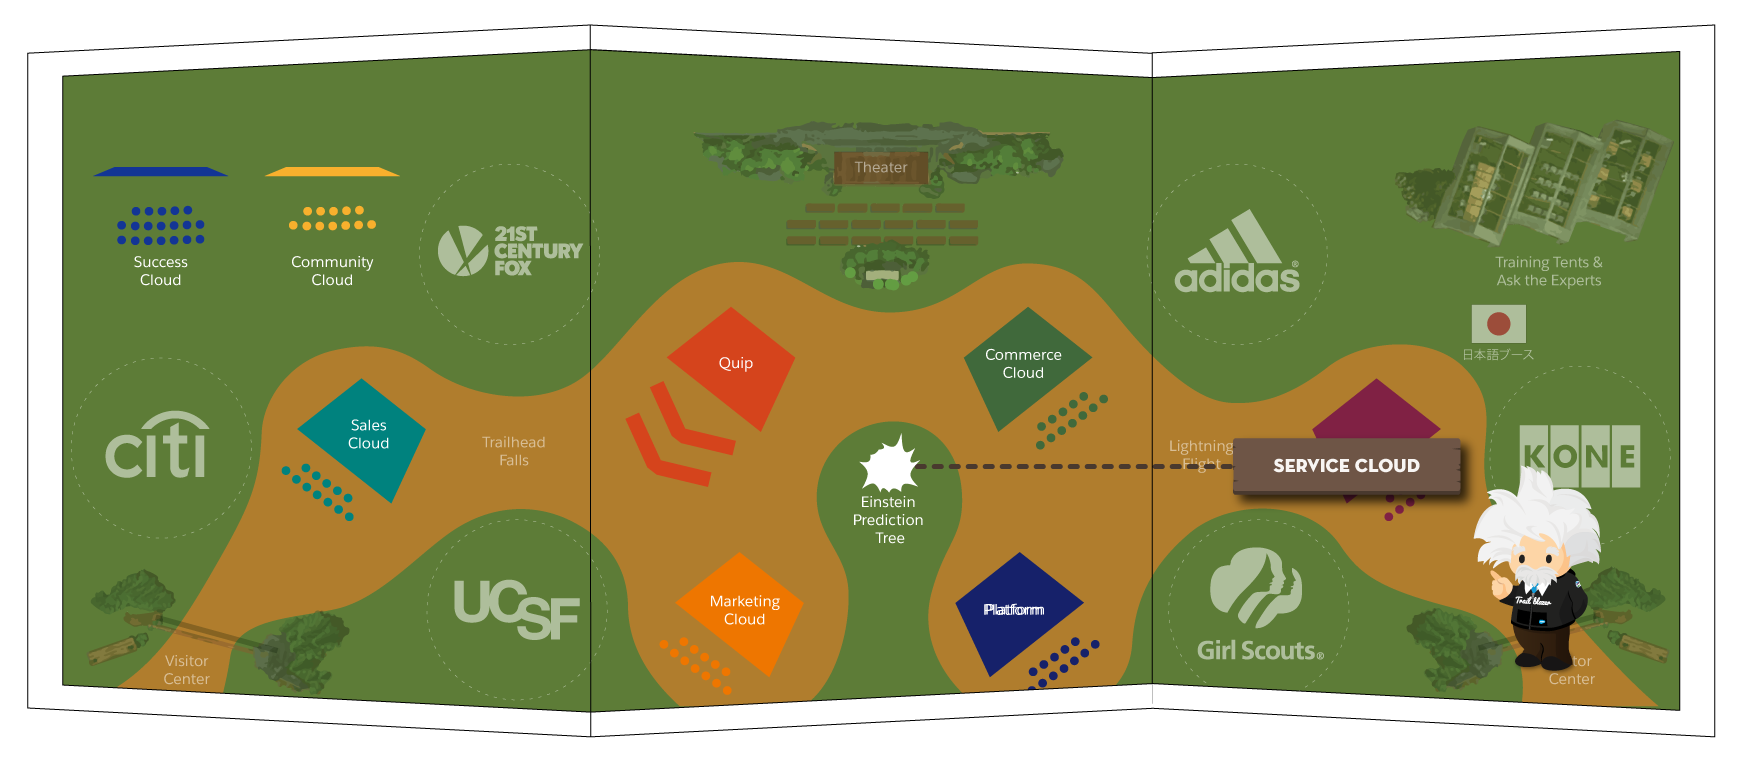 Theater
21ST
CENTURY
FOX
adidas®
Success
Cloud
Community
Cloud
Training Tents &
Ask the Experts
日本語ブース
Quip
Commerce
Cloud
citi
Sales
Cloud
Trailhead
Falls
Lightning
Flight
SERVICE CLOUD
KONE
Einstein
Prediction
Tree
UCSF
Marketing
Cloud
Platform
Girl Scouts®
Trail blazer
Visitor
Center
tor
Center